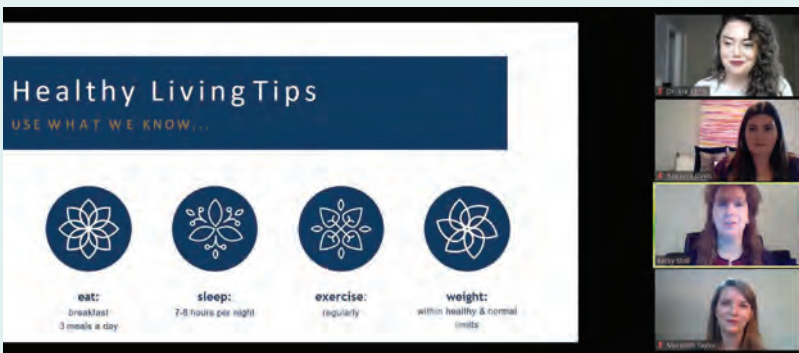 Healthy Living Tips
USE WHAT WE KNOW...
eat:
breakfast
3 meals a day
sleep:
7-8 hours per night
exercise:
regularly
weight:
within healthy & normal
limits
Meredith Taylor